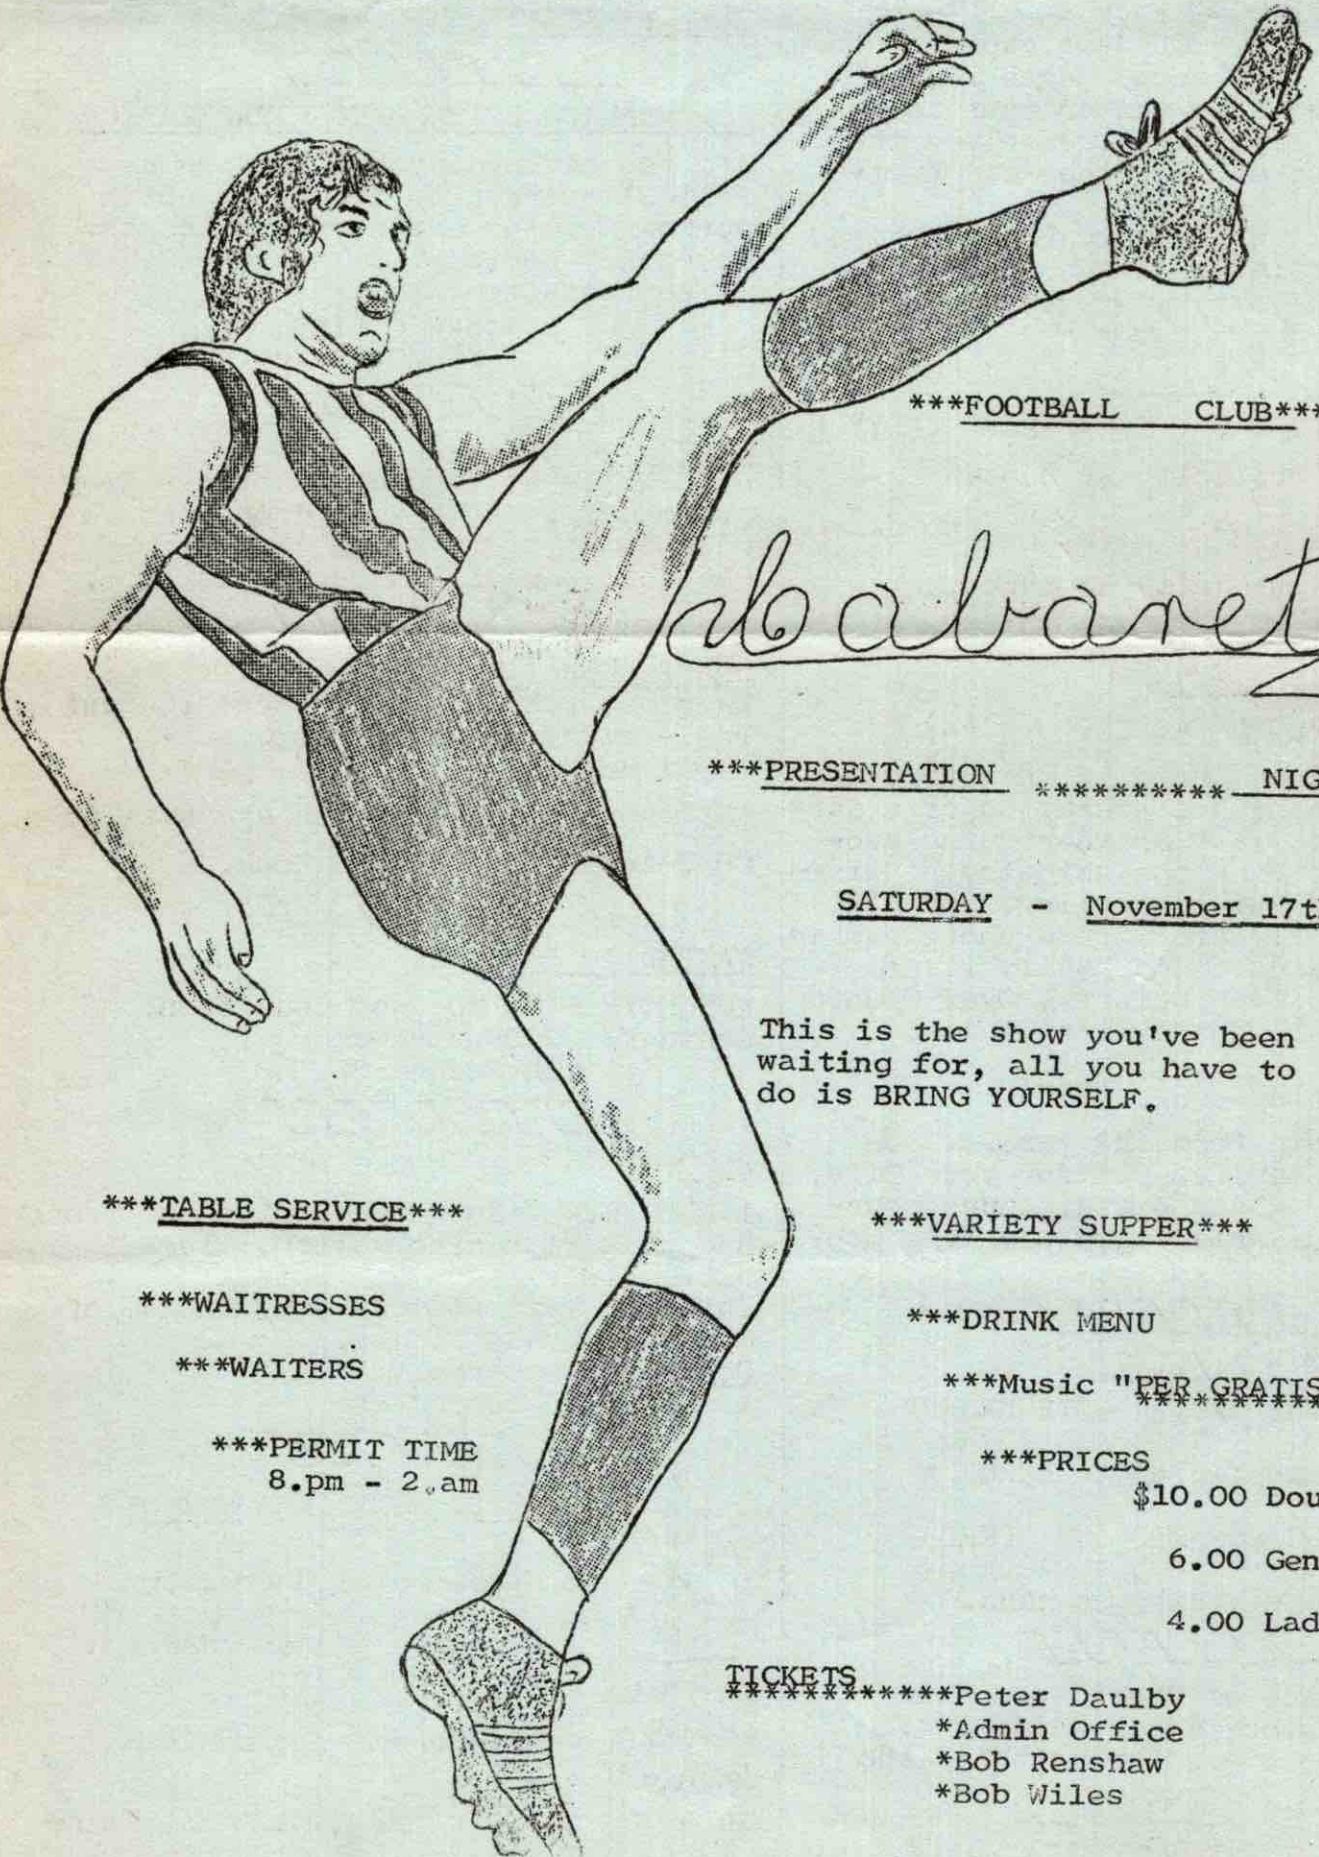 ***FOOTBALL CLUB***
Cabaret
***PRESENTATION ********** NIG
SATURDAY - November 17t
This is the show you've been
waiting for, all you have to
do is BRING YOURSELF.
***TABLE SERVICE***
***WAITRESSES
***WAITERS
***PERMIT TIME
8.pm - 2.am
***VARIETY SUPPER***
***DRINK MENU
***Music "PER GRATIS
***PRICES
$10.00 Dou
6.00 Gen
4.00 Lad
TICKETS
************Peter Daulby
*Admin Office
*Bob Renshaw
*Bob Wiles